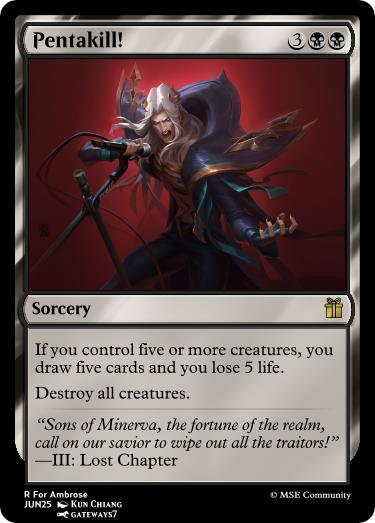 Pentakill!
3
Sorcery
If you control five or more creatures, you
draw five cards and you lose 5 life.
Destroy all creatures.
“Sons of Minerva, the fortune of the realm,
call on our savior to wipe out all the traitors!”
—III: Lost Chapter
R For Ambrose
JUN25 Kun Chiang
© MSE Community
GATEWAYS7